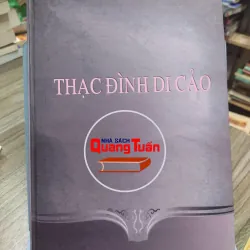 THẠC ĐÌNH DI CẢO
NHÀ SÁCH
Quang Tuấn